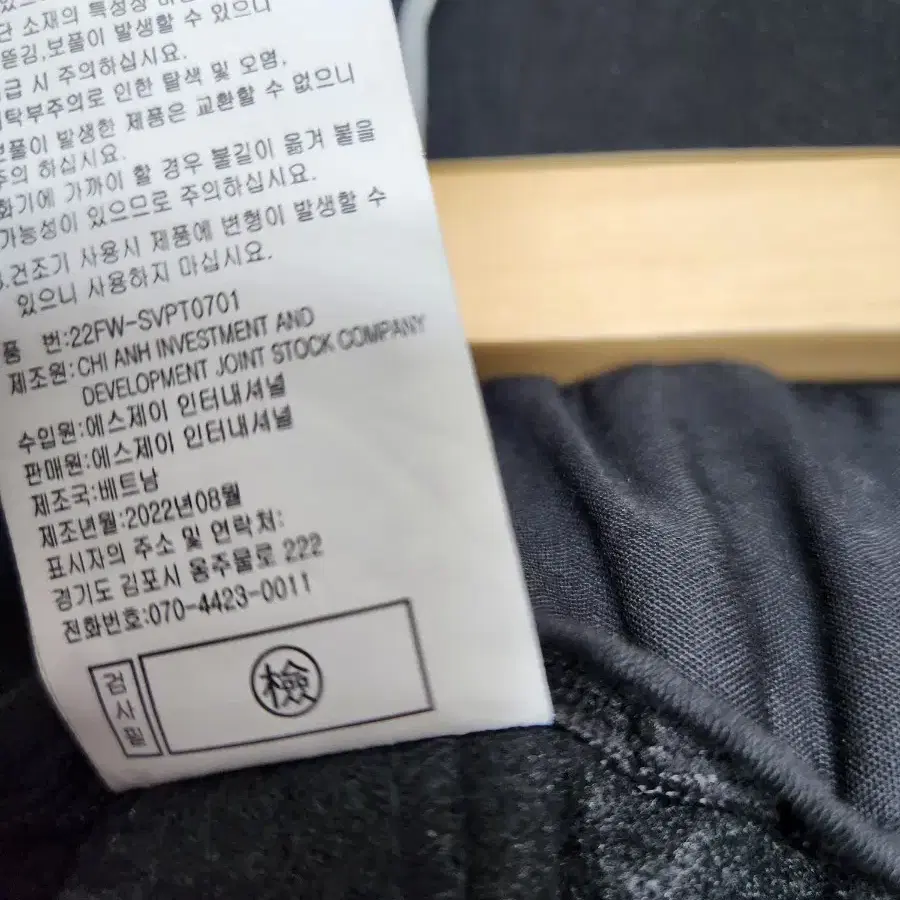 소재의 특성상
뜯김,보풀이 발생할 수 있으니
급 시 주의하십시요.
탁부주의로 인한 탈색 및 오염.
보풀이 발생한 제품은 교환할 수 없으니
주의 하십시요.
화기에 가까이 할 경우 불길이 옮겨 붙을
가능성이 있으므로 주의하십시요.
.건조기 사용시 제품에 변형이 발생할 수
있으니 사용하지 마십시요.
품 번:22FW-SVPT0701
제조원:CHI ANH INVESTMENT AND
DEVELOPMENT JOINT STOCK COMPANY
수입원:에스제이 인터내셔널
판매원:에스제이 인터내셔널
제조국:베트남
제조년월:2022년08월
표시자의 주소 및 연락처:
경기도 김포시 옹주물로 222
전화번호:070-4423-0011
검사필
檢